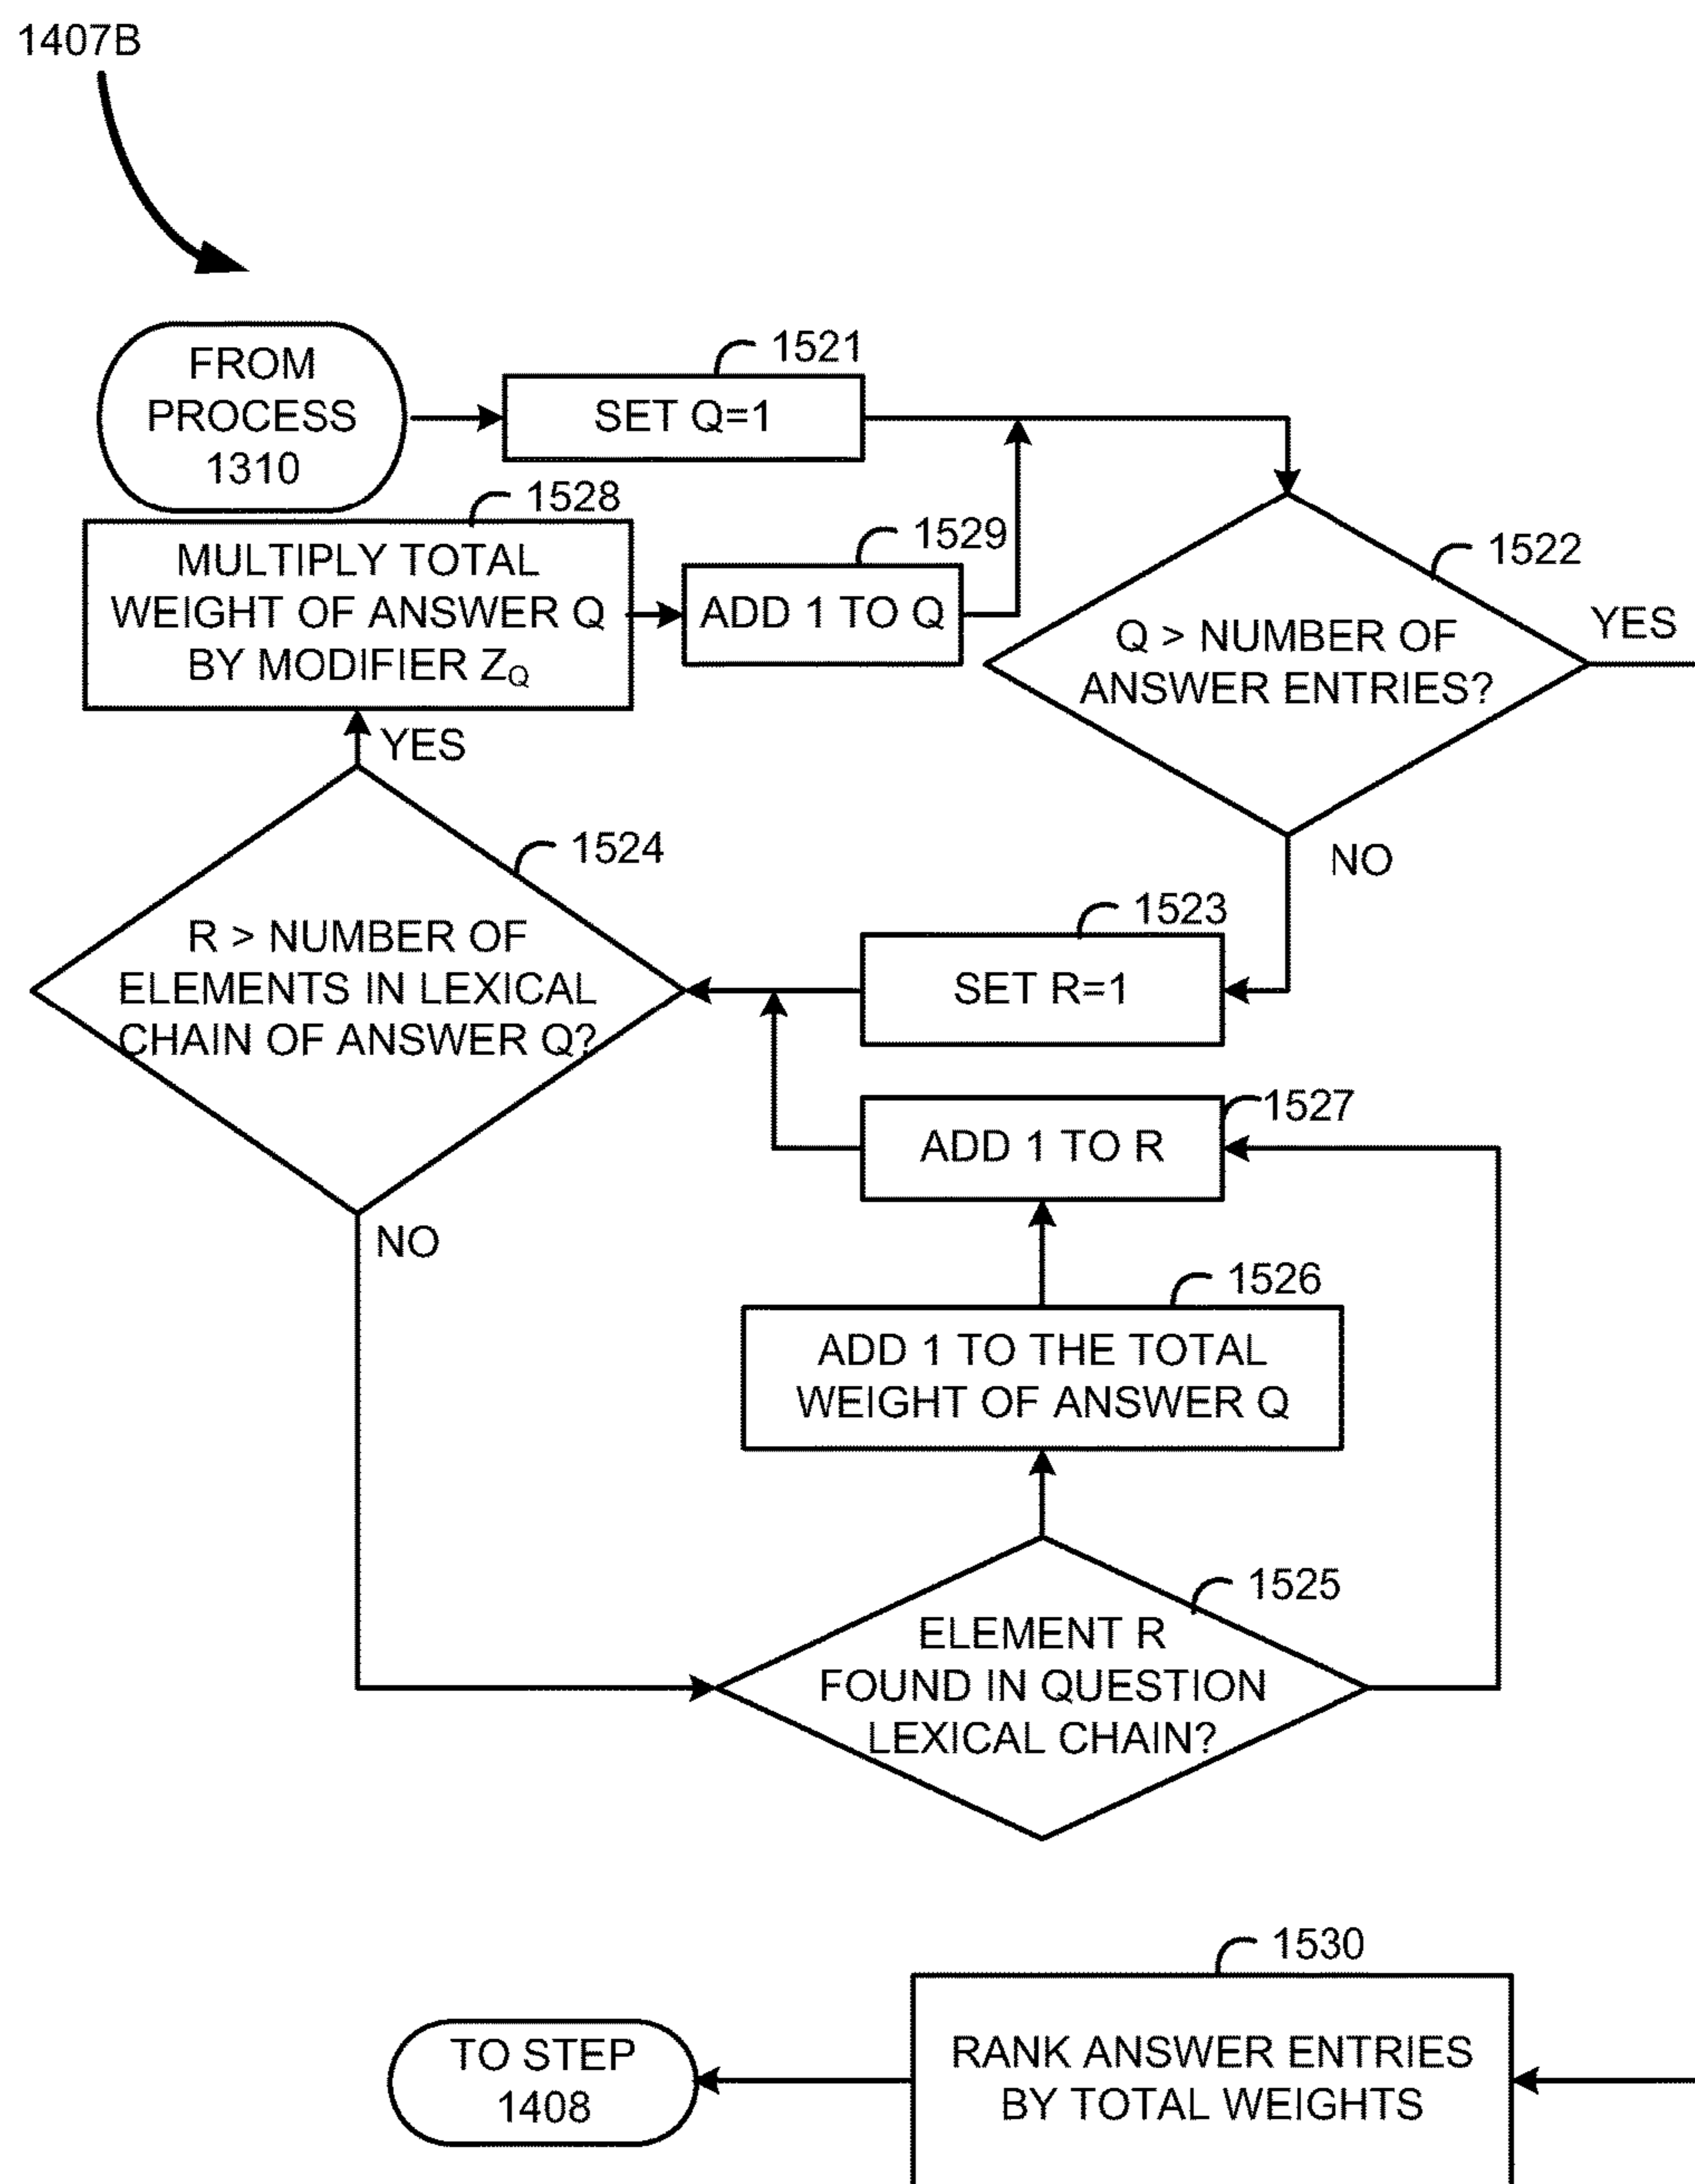 1407B
FROM
PROCESS
1310
1521
SET Q=1
1528
MULTIPLY TOTAL
WEIGHT OF ANSWER Q
BY MODIFIER ZQ
1529
ADD 1 TO Q
1522
Q > NUMBER OF
ANSWER ENTRIES?
YES
NO
YES
1524
R > NUMBER OF
ELEMENTS IN LEXICAL
CHAIN OF ANSWER Q?
NO
1523
SET R=1
1527
ADD 1 TO R
1526
ADD 1 TO THE TOTAL
WEIGHT OF ANSWER Q
1525
ELEMENT R
FOUND IN QUESTION
LEXICAL CHAIN?
1530
RANK ANSWER ENTRIES
BY TOTAL WEIGHTS
TO STEP
1408